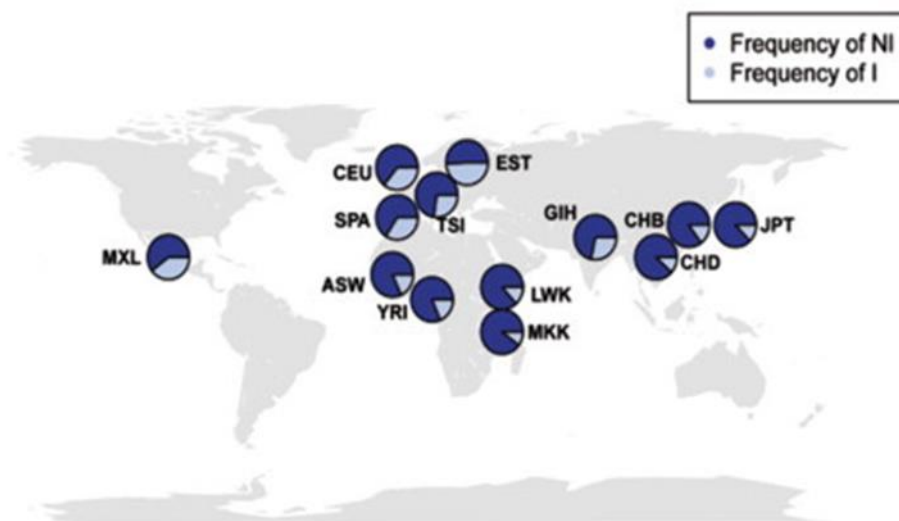 Frequency of NI
Frequency of I
CEU
EST
SPA
TSI
GIH
CHB
JPT
MXL
CHD
ASW
LWK
YRI
MKK